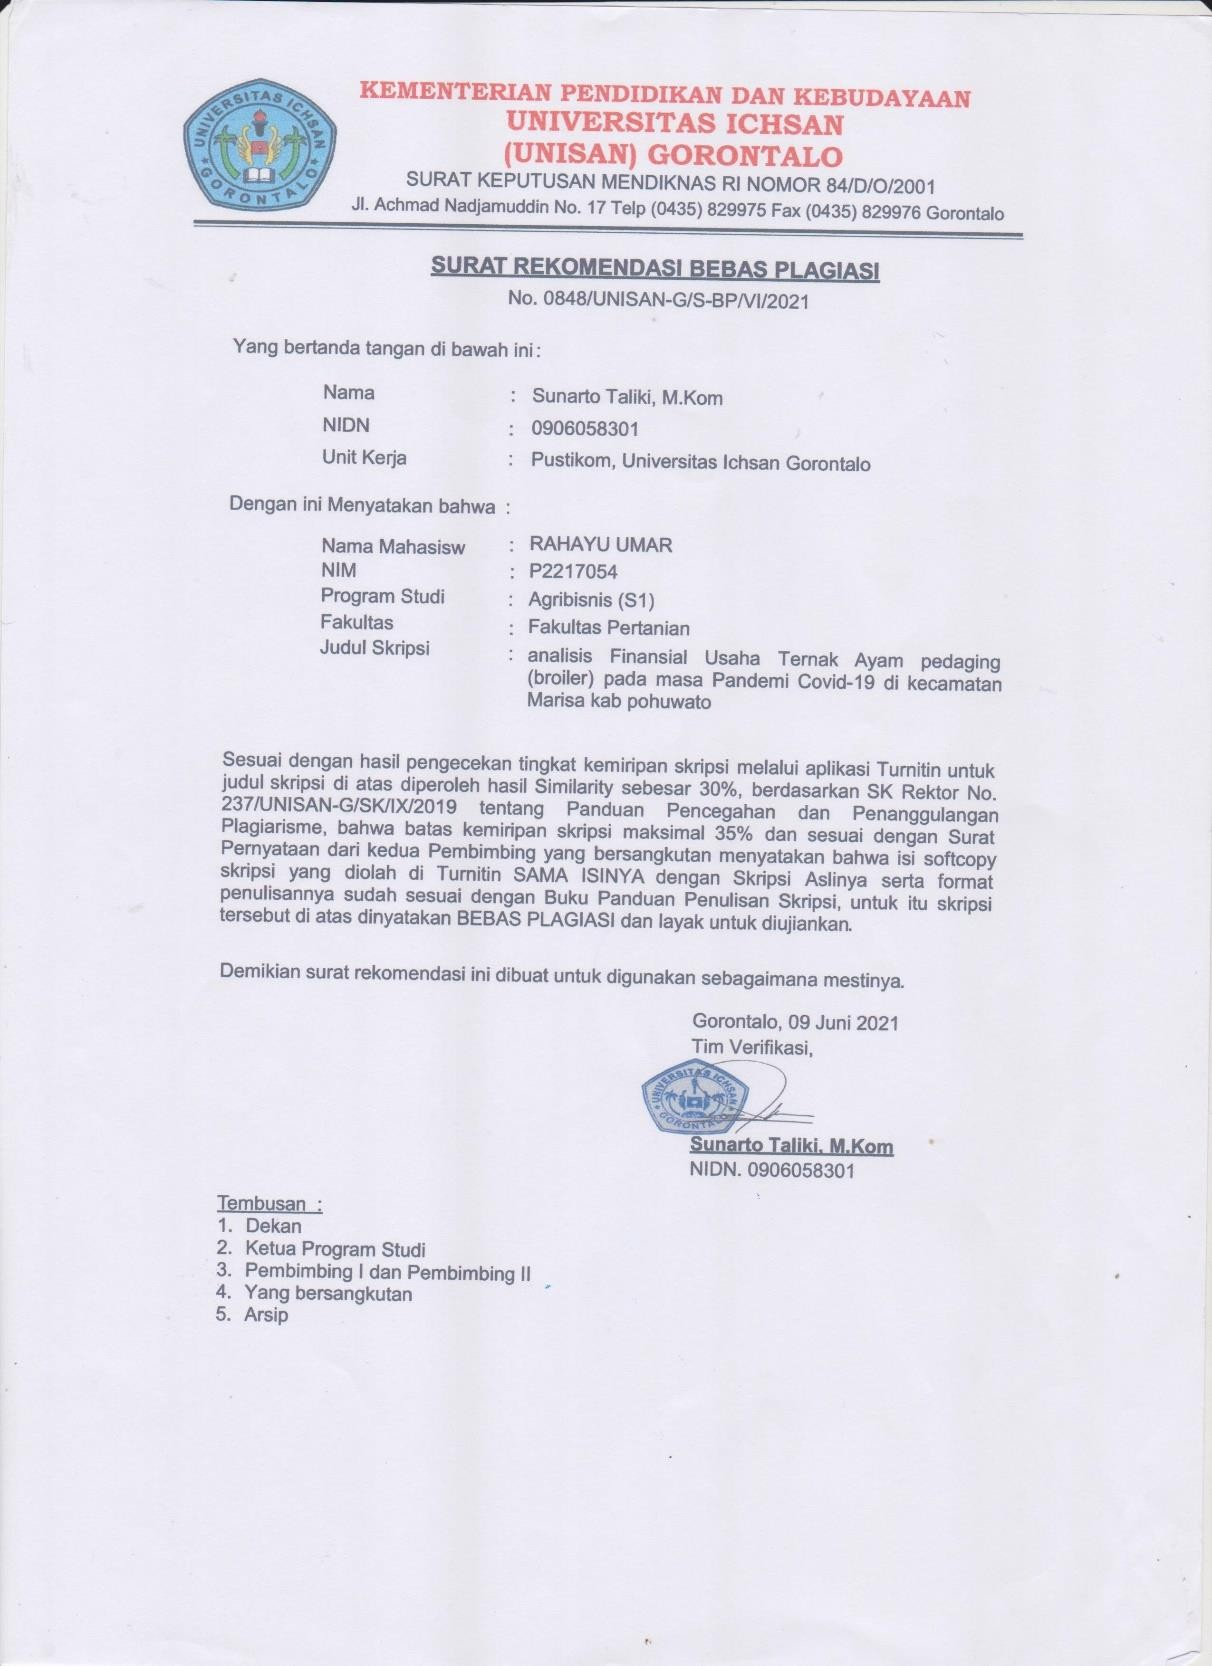 UNIVERSITAS ICHSAN
GORONTALO
KEMENTERIAN PENDIDIKAN DAN KEBUDAYAAN
UNIVERSITAS ICHSAN
(UNISAN) GORONTALO
SURAT KEPUTUSAN MENDIKNAS RI NOMOR 84/D/O/2001
Jl. Achmad Nadjamuddin No. 17 Telp (0435) 829975 Fax (0435) 829976 Gorontalo
SURAT REKOMENDASI BEBAS PLAGIASI
No. 0848/UNISAN-G/S-BP/VI/2021
Yang bertanda tangan di bawah ini :
Nama : Sunarto Taliki, M.Kom
NIDN : 0906058301
Unit Kerja : Pustikom, Universitas Ichsan Gorontalo
Dengan ini Menyatakan bahwa :
Nama Mahasisw : RAHAYU UMAR
NIM : P2217054
Program Studi : Agribisnis (S1)
Fakultas : Fakultas Pertanian
Judul Skripsi : analisis Finansial Usaha Ternak Ayam pedaging
(broiler) pada masa Pandemi Covid-19 di kecamatan
Marisa kab pohuwato
Sesuai dengan hasil pengecekan tingkat kemiripan skripsi melalui aplikasi Turnitin untuk
judul skripsi di atas diperoleh hasil Similarity sebesar 30%, berdasarkan SK Rektor No.
237/UNISAN-G/SK/IX/2019 tentang Panduan Pencegahan dan Penanggulangan
Plagiarisme, bahwa batas kemiripan skripsi maksimal 35% dan sesuai dengan Surat
Pernyataan dari kedua Pembimbing yang bersangkutan menyatakan bahwa isi softcopy
skripsi yang diolah di Turnitin SAMA ISINYA dengan Skripsi Aslinya serta format
penulisannya sudah sesuai dengan Buku Panduan Penulisan Skripsi, untuk itu skripsi
tersebut di atas dinyatakan BEBAS PLAGIASI dan layak untuk diujiankan.
Demikian surat rekomendasi ini dibuat untuk digunakan sebagaimana mestinya.
Gorontalo, 09 Juni 2021
Tim Verifikasi,
UNIVERSITAS ICHSAN
GORONTALO
Sunarto Taliki, M.Kom
NIDN. 0906058301
Tembusan :
1. Dekan
2. Ketua Program Studi
3. Pembimbing I dan Pembimbing II
4. Yang bersangkutan
5. Arsip